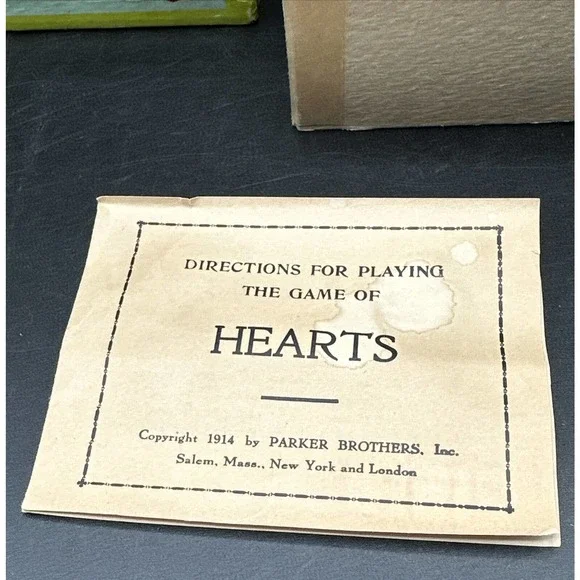 DIRECTIONS FOR PLAYING
THE GAME OF
HEARTS
Copyright 1914 by PARKER BROTHERS, Inc.
Salem, Mass., New York and London